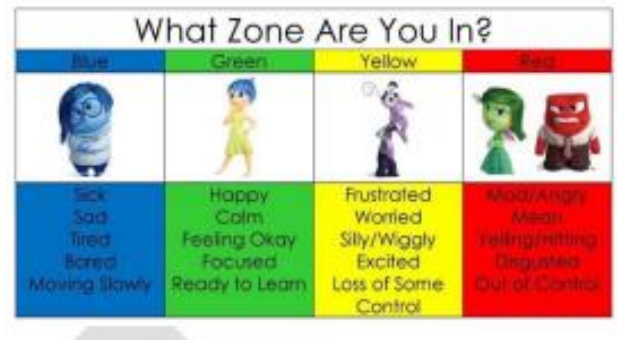 What Zone Are You In?
Blue
Green
Yellow
Red
Sick
Sad
Tired
Bored
Moving Slowly
Happy
Calm
Feeling Okay
Focused
Ready to Learn
Frustrated
Worried
Silly/Wiggly
Excited
Loss of Some
Control
Mad/Angry
Mean
Yelling/Hitting
Disgusted
Out of Control